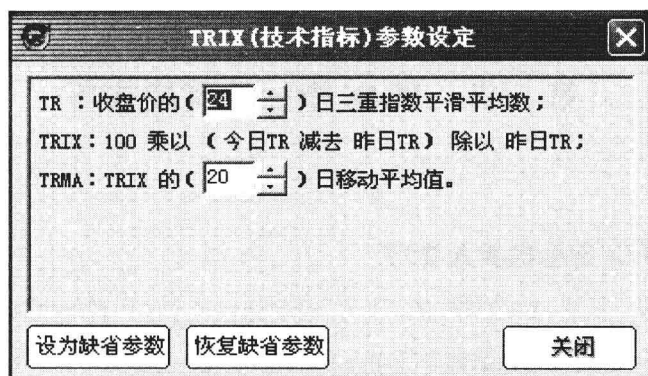 TRIX(技术指标)参数设定
TR：收盘价的(24)日三重指数平滑平均数；
TRIX：100 乘以 (今日TR 减去 昨日TR) 除以 昨日TR；
TRMA：TRIX 的(20)日移动平均值。
设为缺省参数 恢复缺省参数 关闭